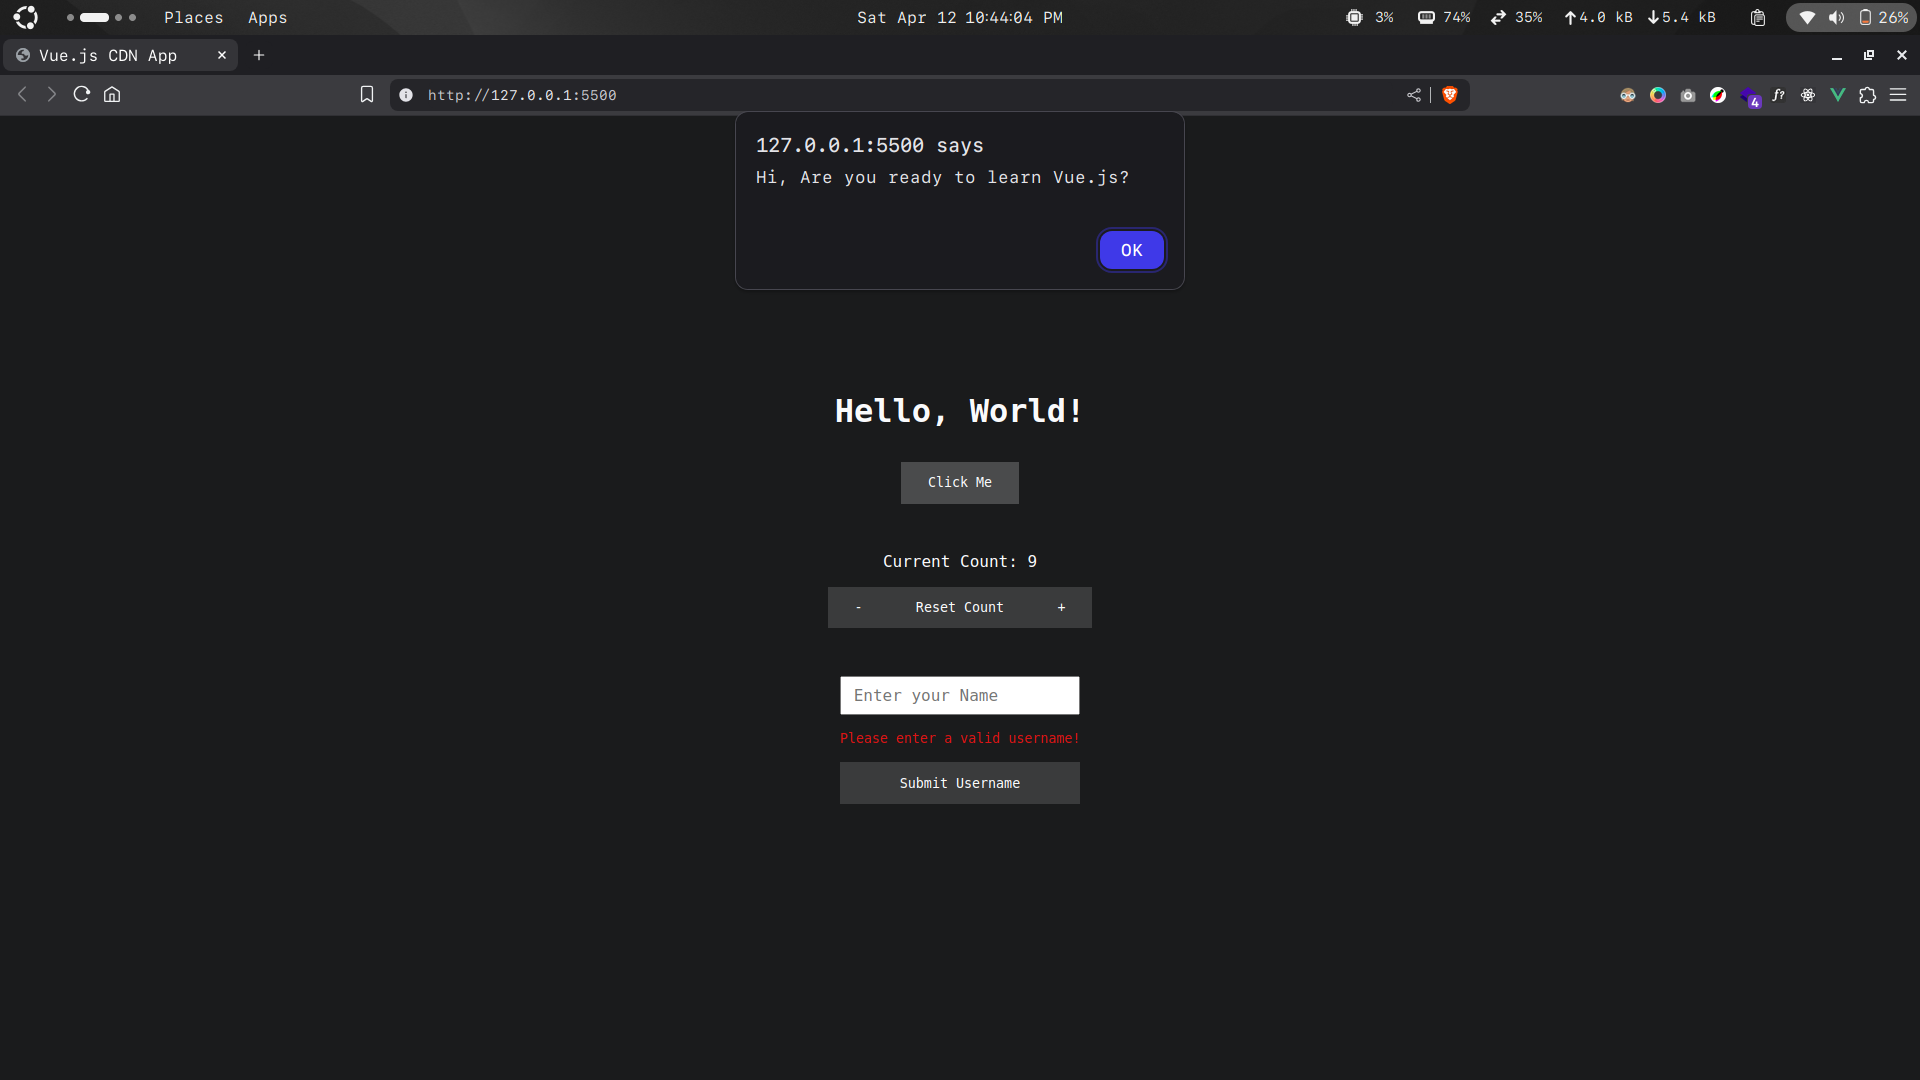 Places Apps Sat Apr 12 10:44:04 PM 3% 74% 35% 4.0 kB 5.4 kB 26%
Vue.js CDN App
http://127.0.0.1:5500 4 f?
127.0.0.1:5500 says
Hi, Are you ready to learn Vue.js?
OK
Hello, World!
Click Me
Current Count: 9
- Reset Count +
Enter your Name
Please enter a valid username!
Submit Username